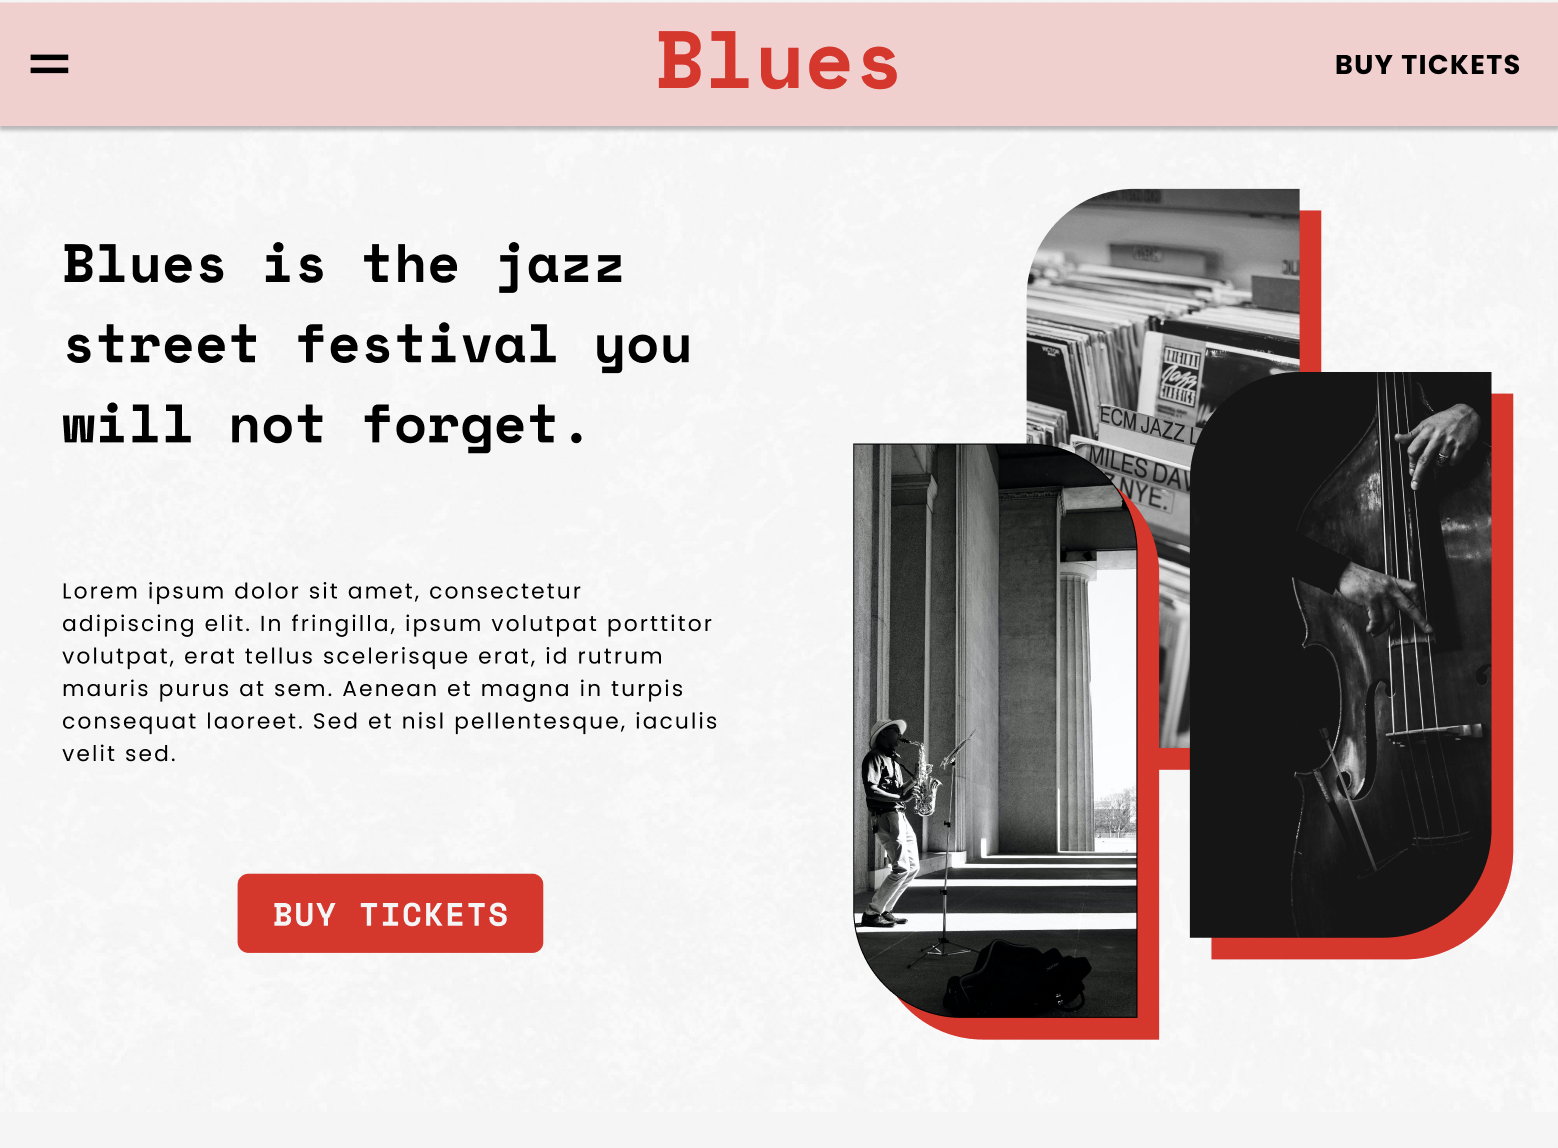 Blues
BUY TICKETS
Blues is the jazz
street festival you
will not forget.
Lorem ipsum dolor sit amet, consectetur
adipiscing elit. In fringilla, ipsum volutpat porttitor
volutpat, erat tellus scelerisque erat, id rutrum
mauris purus at sem. Aenean et magna in turpis
consequat laoreet. Sed et nisl pellentesque, iaculis
velit sed.
BUY TICKETS
Jazz
CLASSICS
ECM JAZZ L
MILES DAV
NYE.